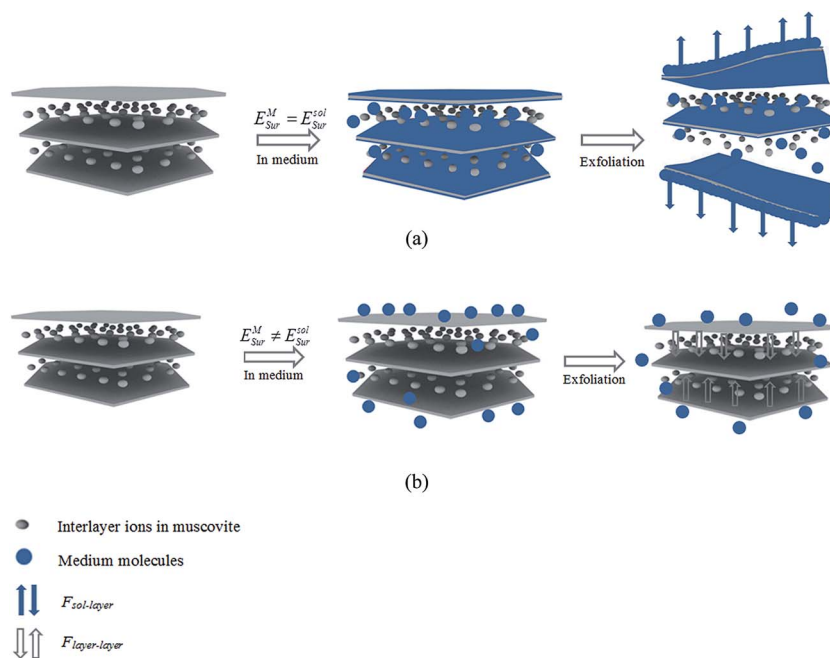 E^M_Sur = E^sol_Sur
In medium
Exfoliation
(a)
E^M_Sur ≠ E^sol_Sur
In medium
Exfoliation
(b)
Interlayer ions in muscovite
Medium molecules
F_sol-layer
F_layer-layer